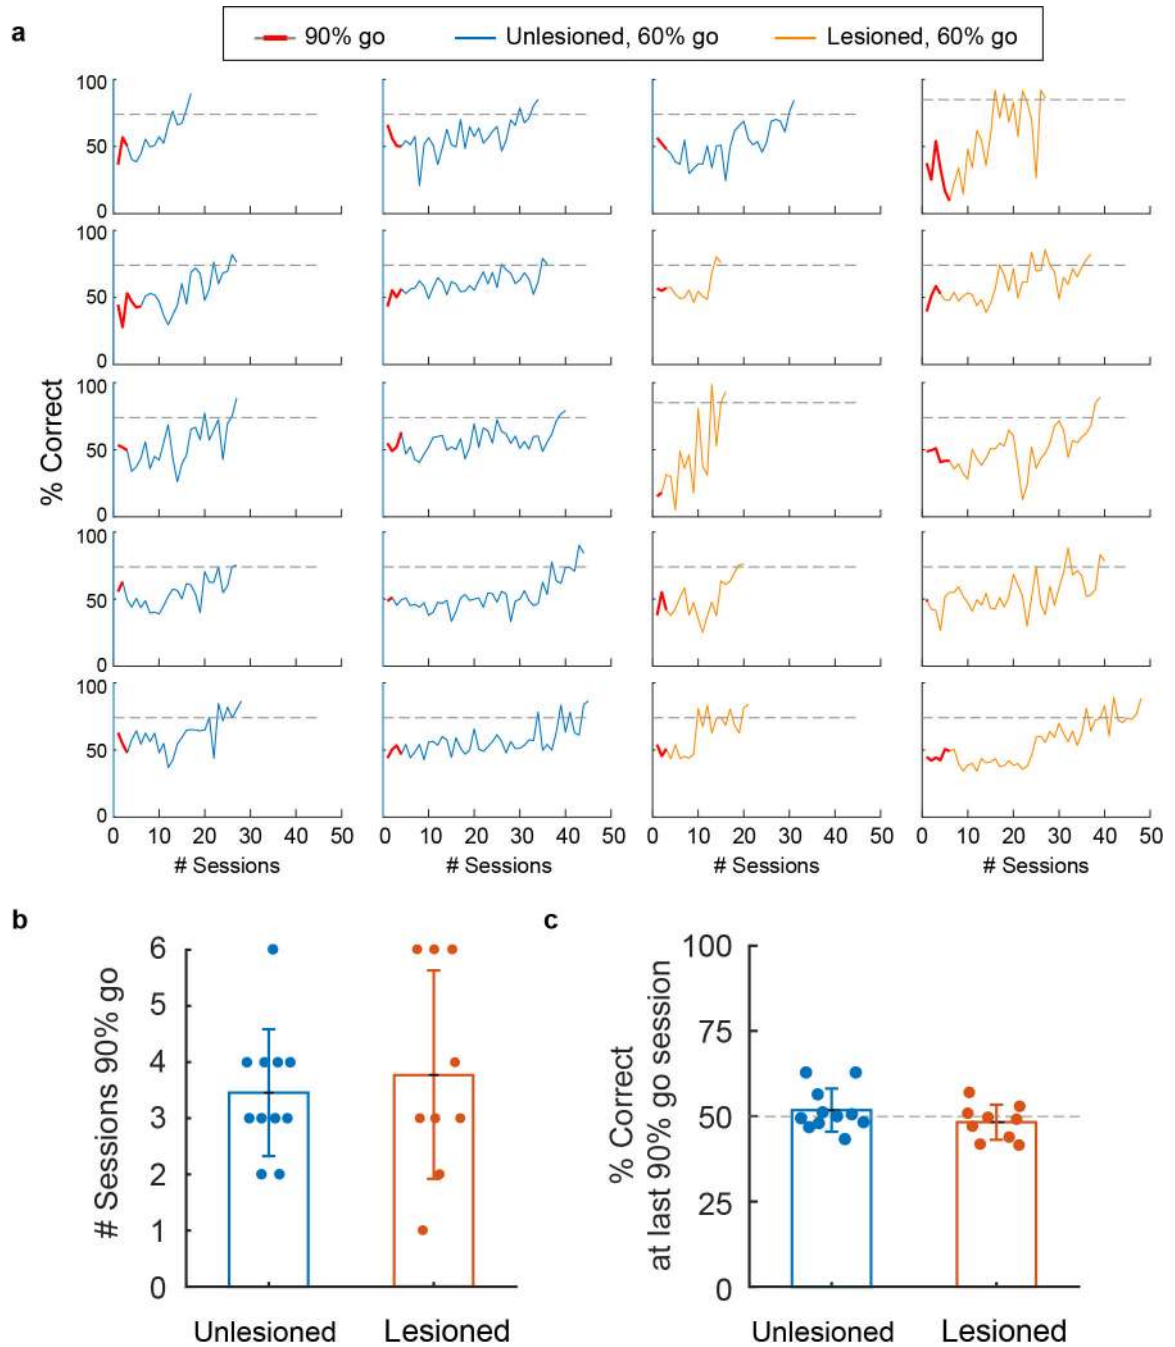 a
90% go
Unlesioned, 60% go
Lesioned, 60% go
% Correct
100
50
0
100
50
0
100
50
0
100
50
0
100
50
0
0 10 20 30 40 50
0 10 20 30 40 50
0 10 20 30 40 50
0 10 20 30 40 50
# Sessions
# Sessions
# Sessions
# Sessions
b
# Sessions 90% go
6
5
4
3
2
1
0
Unlesioned
Lesioned
c
% Correct
at last 90% go session
100
75
50
25
0
Unlesioned
Lesioned